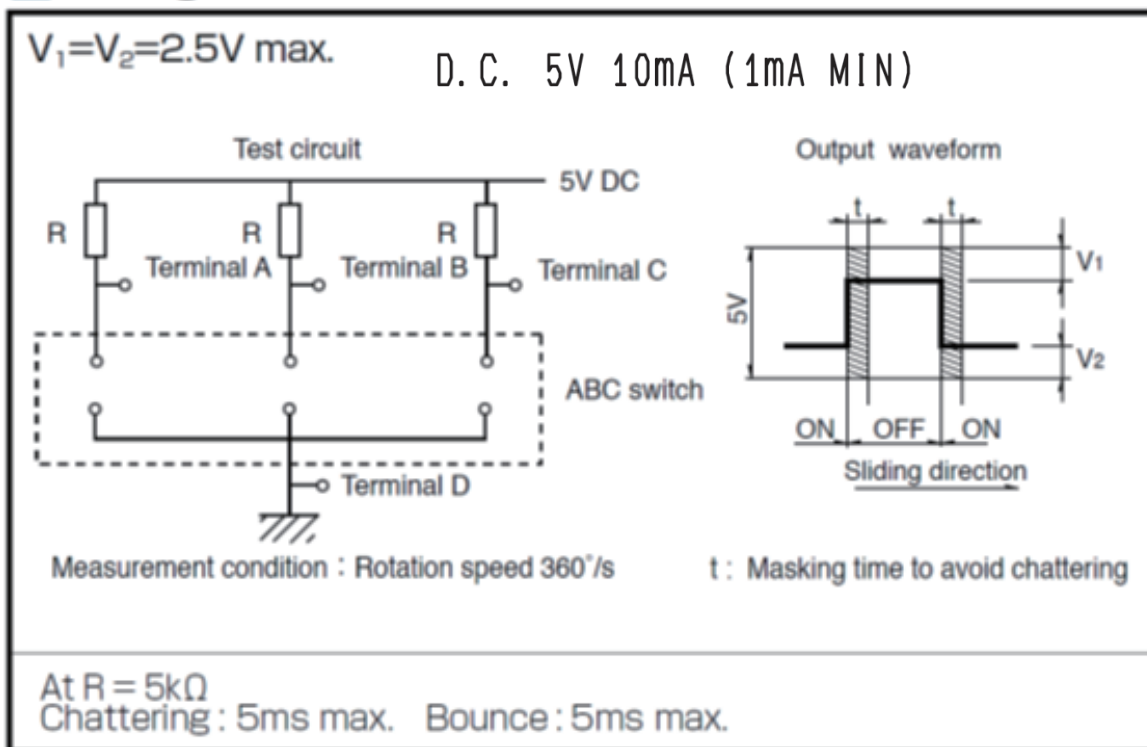 V₁=V₂=2.5V max.
D.C. 5V 10mA (1mA MIN)
Test circuit
Output waveform
5V DC
R
R
R
Terminal A
Terminal B
Terminal C
ABC switch
Terminal D
t
t
V₁
5V
V₂
ON
OFF
ON
Sliding direction
Measurement condition : Rotation speed 360°/s
t : Masking time to avoid chattering
At R = 5kΩ
Chattering : 5ms max. Bounce : 5ms max.